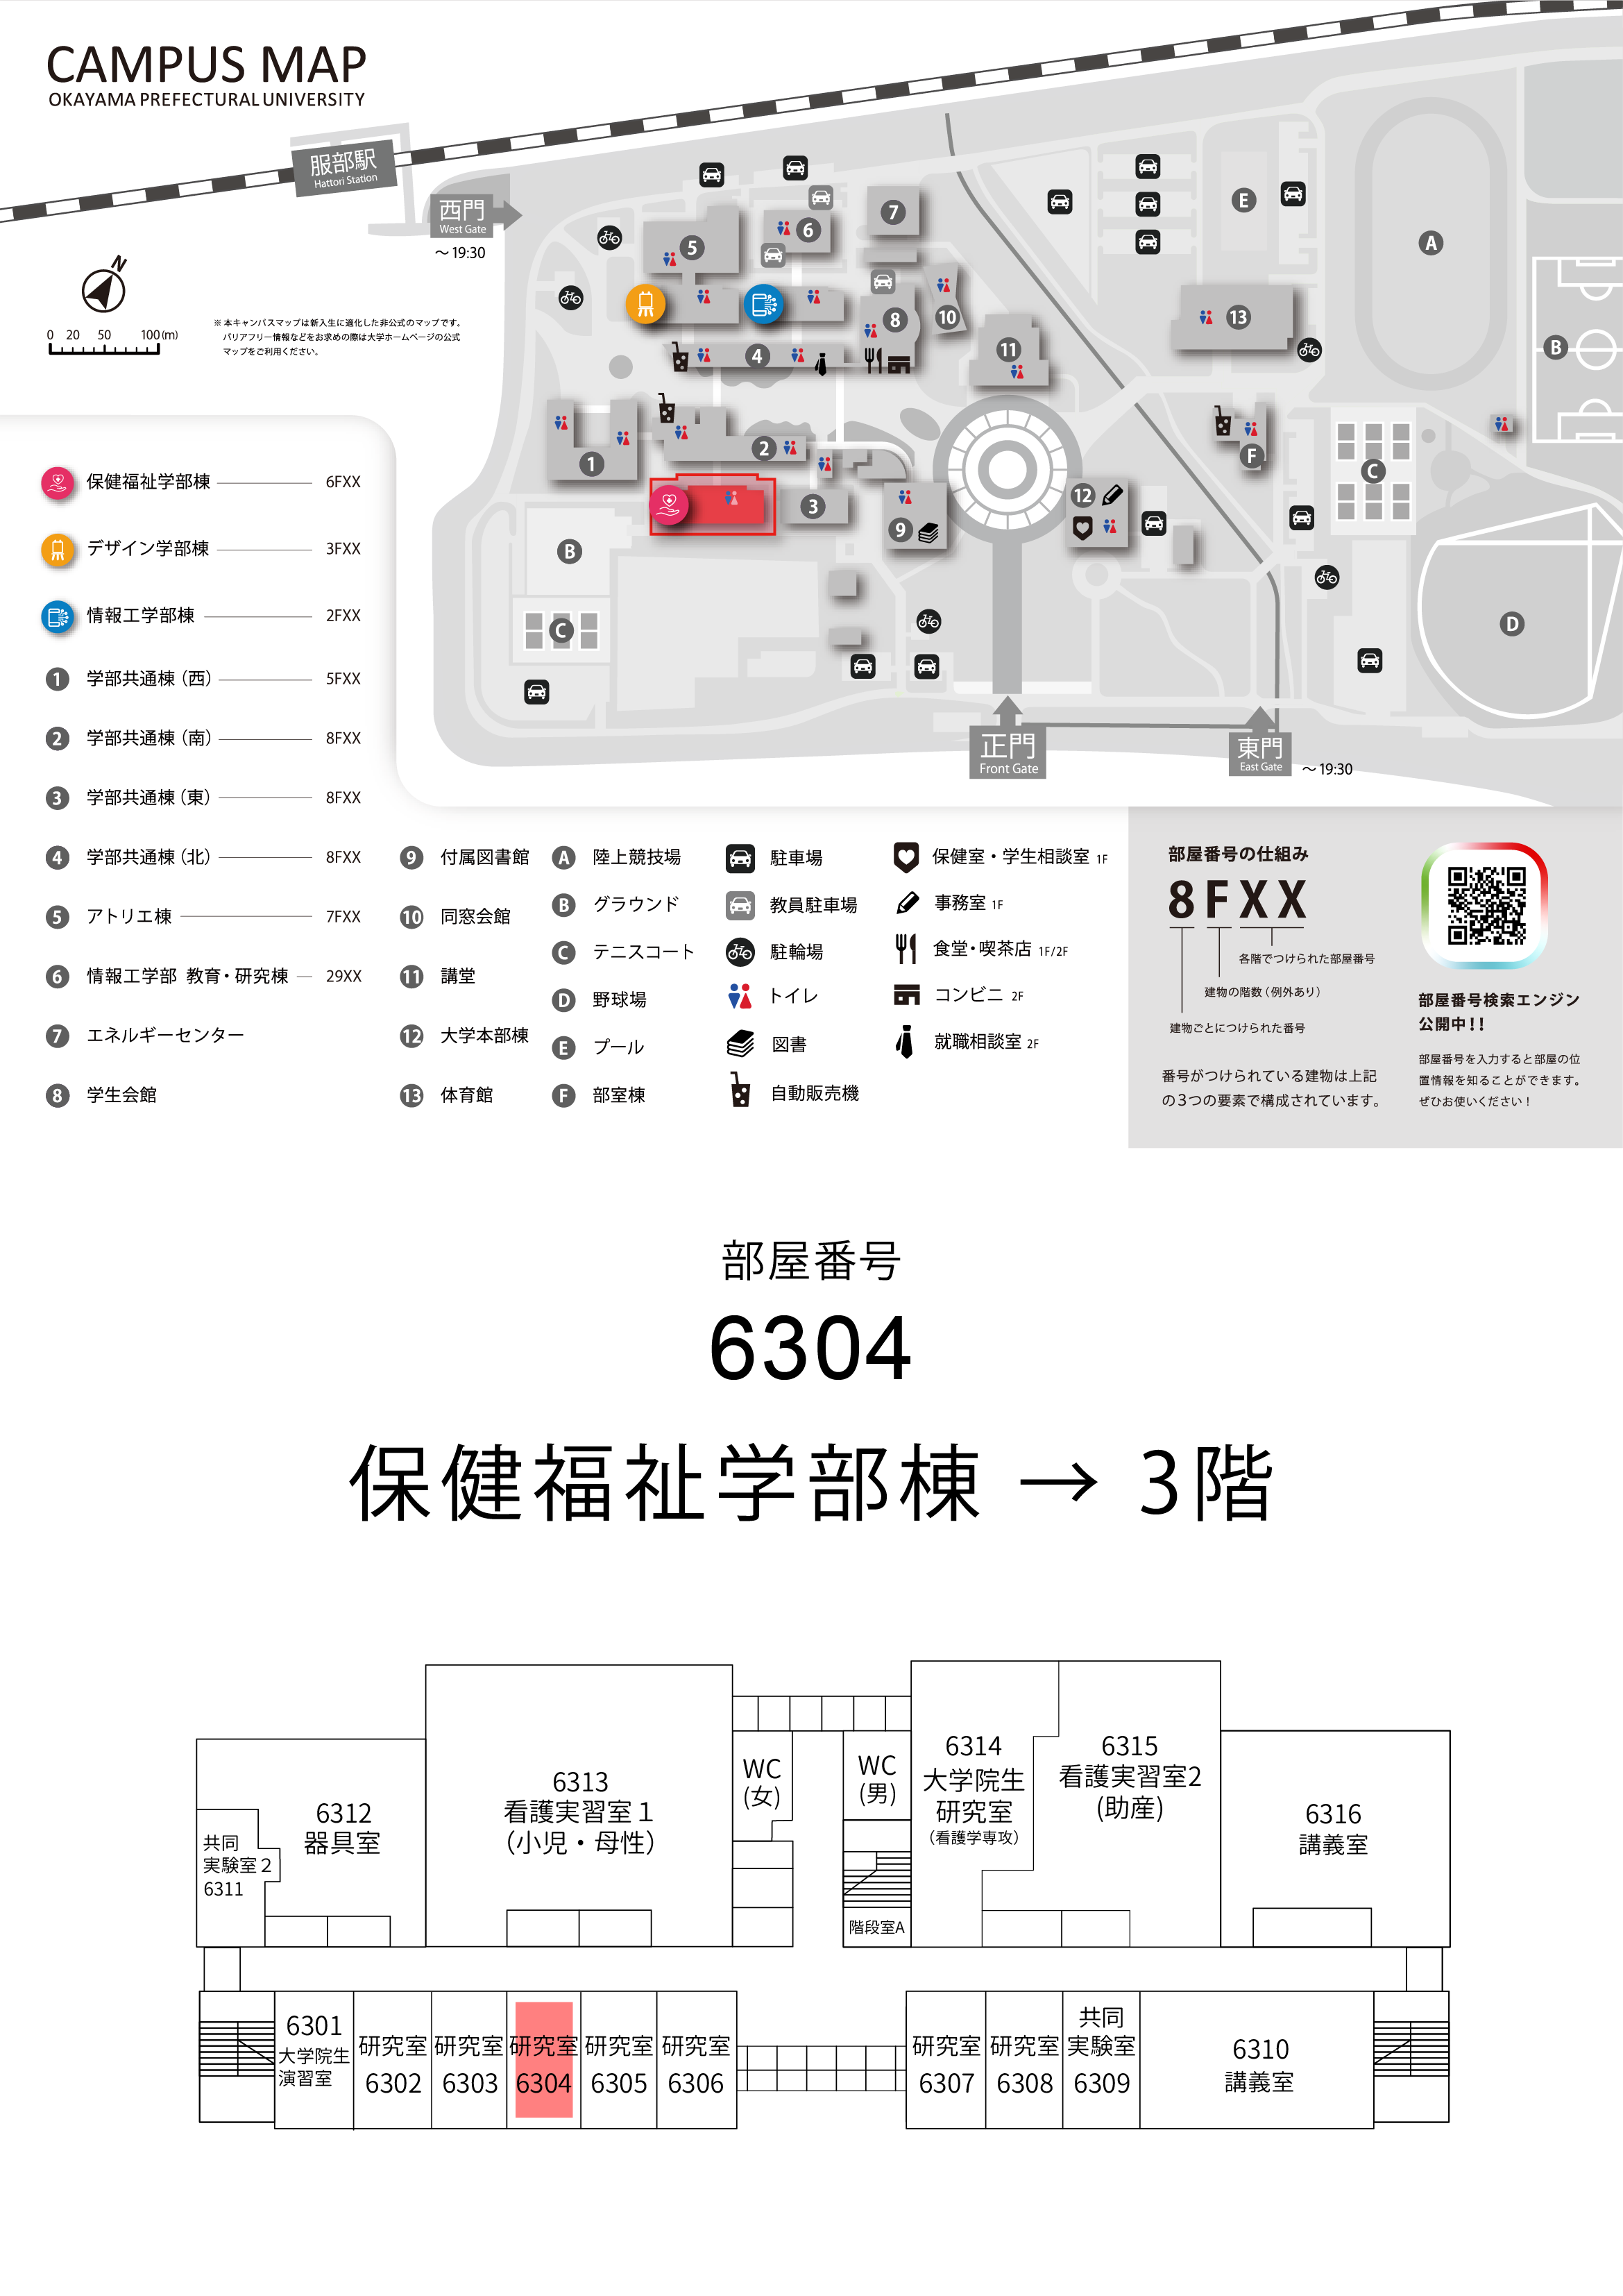 CAMPUS MAP
OKAYAMA PREFECTURAL UNIVERSITY
服部駅
Hattori Station
西門
West Gate
～19:30
N
0 20 50 100(m)
※ 本キャンパスマップは新入生に適化した非公式のマップです。
バリアフリー情報などをお求めの際は大学ホームページの公式
マップをご利用ください。
5
6
7
8
10
4
11
13
E
A
B
1
2
3
9
12
F
C
B
C
D
正門
Front Gate
東門
East Gate
～19:30
保健福祉学部棟 6FXX
デザイン学部棟 3FXX
情報工学部棟 2FXX
1 学部共通棟（西） 5FXX
2 学部共通棟（南） 8FXX
3 学部共通棟（東） 8FXX
4 学部共通棟（北） 8FXX
5 アトリエ棟 7FXX
6 情報工学部 教育・研究棟 29XX
7 エネルギーセンター
8 学生会館
9 付属図書館
10 同窓会館
11 講堂
12 大学本部棟
13 体育館
A 陸上競技場
B グラウンド
C テニスコート
D 野球場
E プール
F 部室棟
駐車場
教員駐車場
駐輪場
トイレ
図書
自動販売機
保健室・学生相談室 1F
事務室 1F
食堂・喫茶店 1F/2F
コンビニ 2F
就職相談室 2F
部屋番号の仕組み
8FXX
各階でつけられた部屋番号
建物の階数（例外あり）
建物ごとにつけられた番号
番号がつけられている建物は上記
の3つの要素で構成されています。
部屋番号検索エンジン
公開中！！
部屋番号を入力すると部屋の位
置情報を知ることができます。
ぜひお使いください！
部屋番号
6304
保健福祉学部棟 → 3階
共同
実験室２
6311
6312
器具室
6313
看護実習室１
（小児・母性）
WC
(女)
WC
(男)
階段室A
6314
大学院生
研究室
（看護学専攻）
6315
看護実習室2
(助産)
6316
講義室
6301
大学院生
演習室
研究室
6302
研究室
6303
研究室
6304
研究室
6305
研究室
6306
研究室
6307
研究室
6308
共同
実験室
6309
6310
講義室